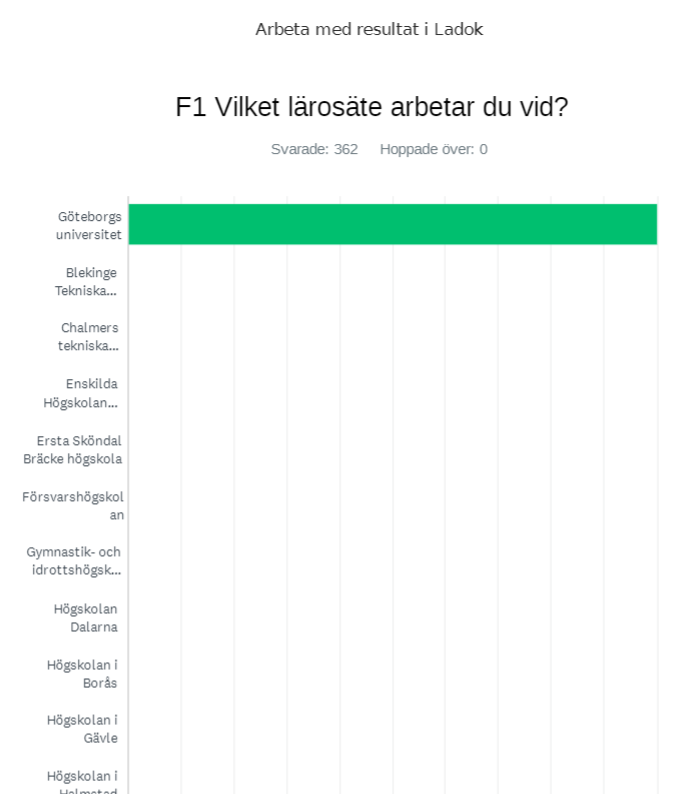 Arbeta med resultat i Ladok
F1 Vilket lärosäte arbetar du vid?
Svarade: 362 Hoppade över: 0
Göteborgs
universitet
Blekinge
Tekniska...
Chalmers
tekniska...
Enskilda
Högskolan...
Ersta Sköndal
Bräcke högskola
Försvarshögskol
an
Gymnastik- och
idrottshögsk...
Högskolan
Dalarna
Högskolan i
Borås
Högskolan i
Gävle
Högskolan i
Halmstad